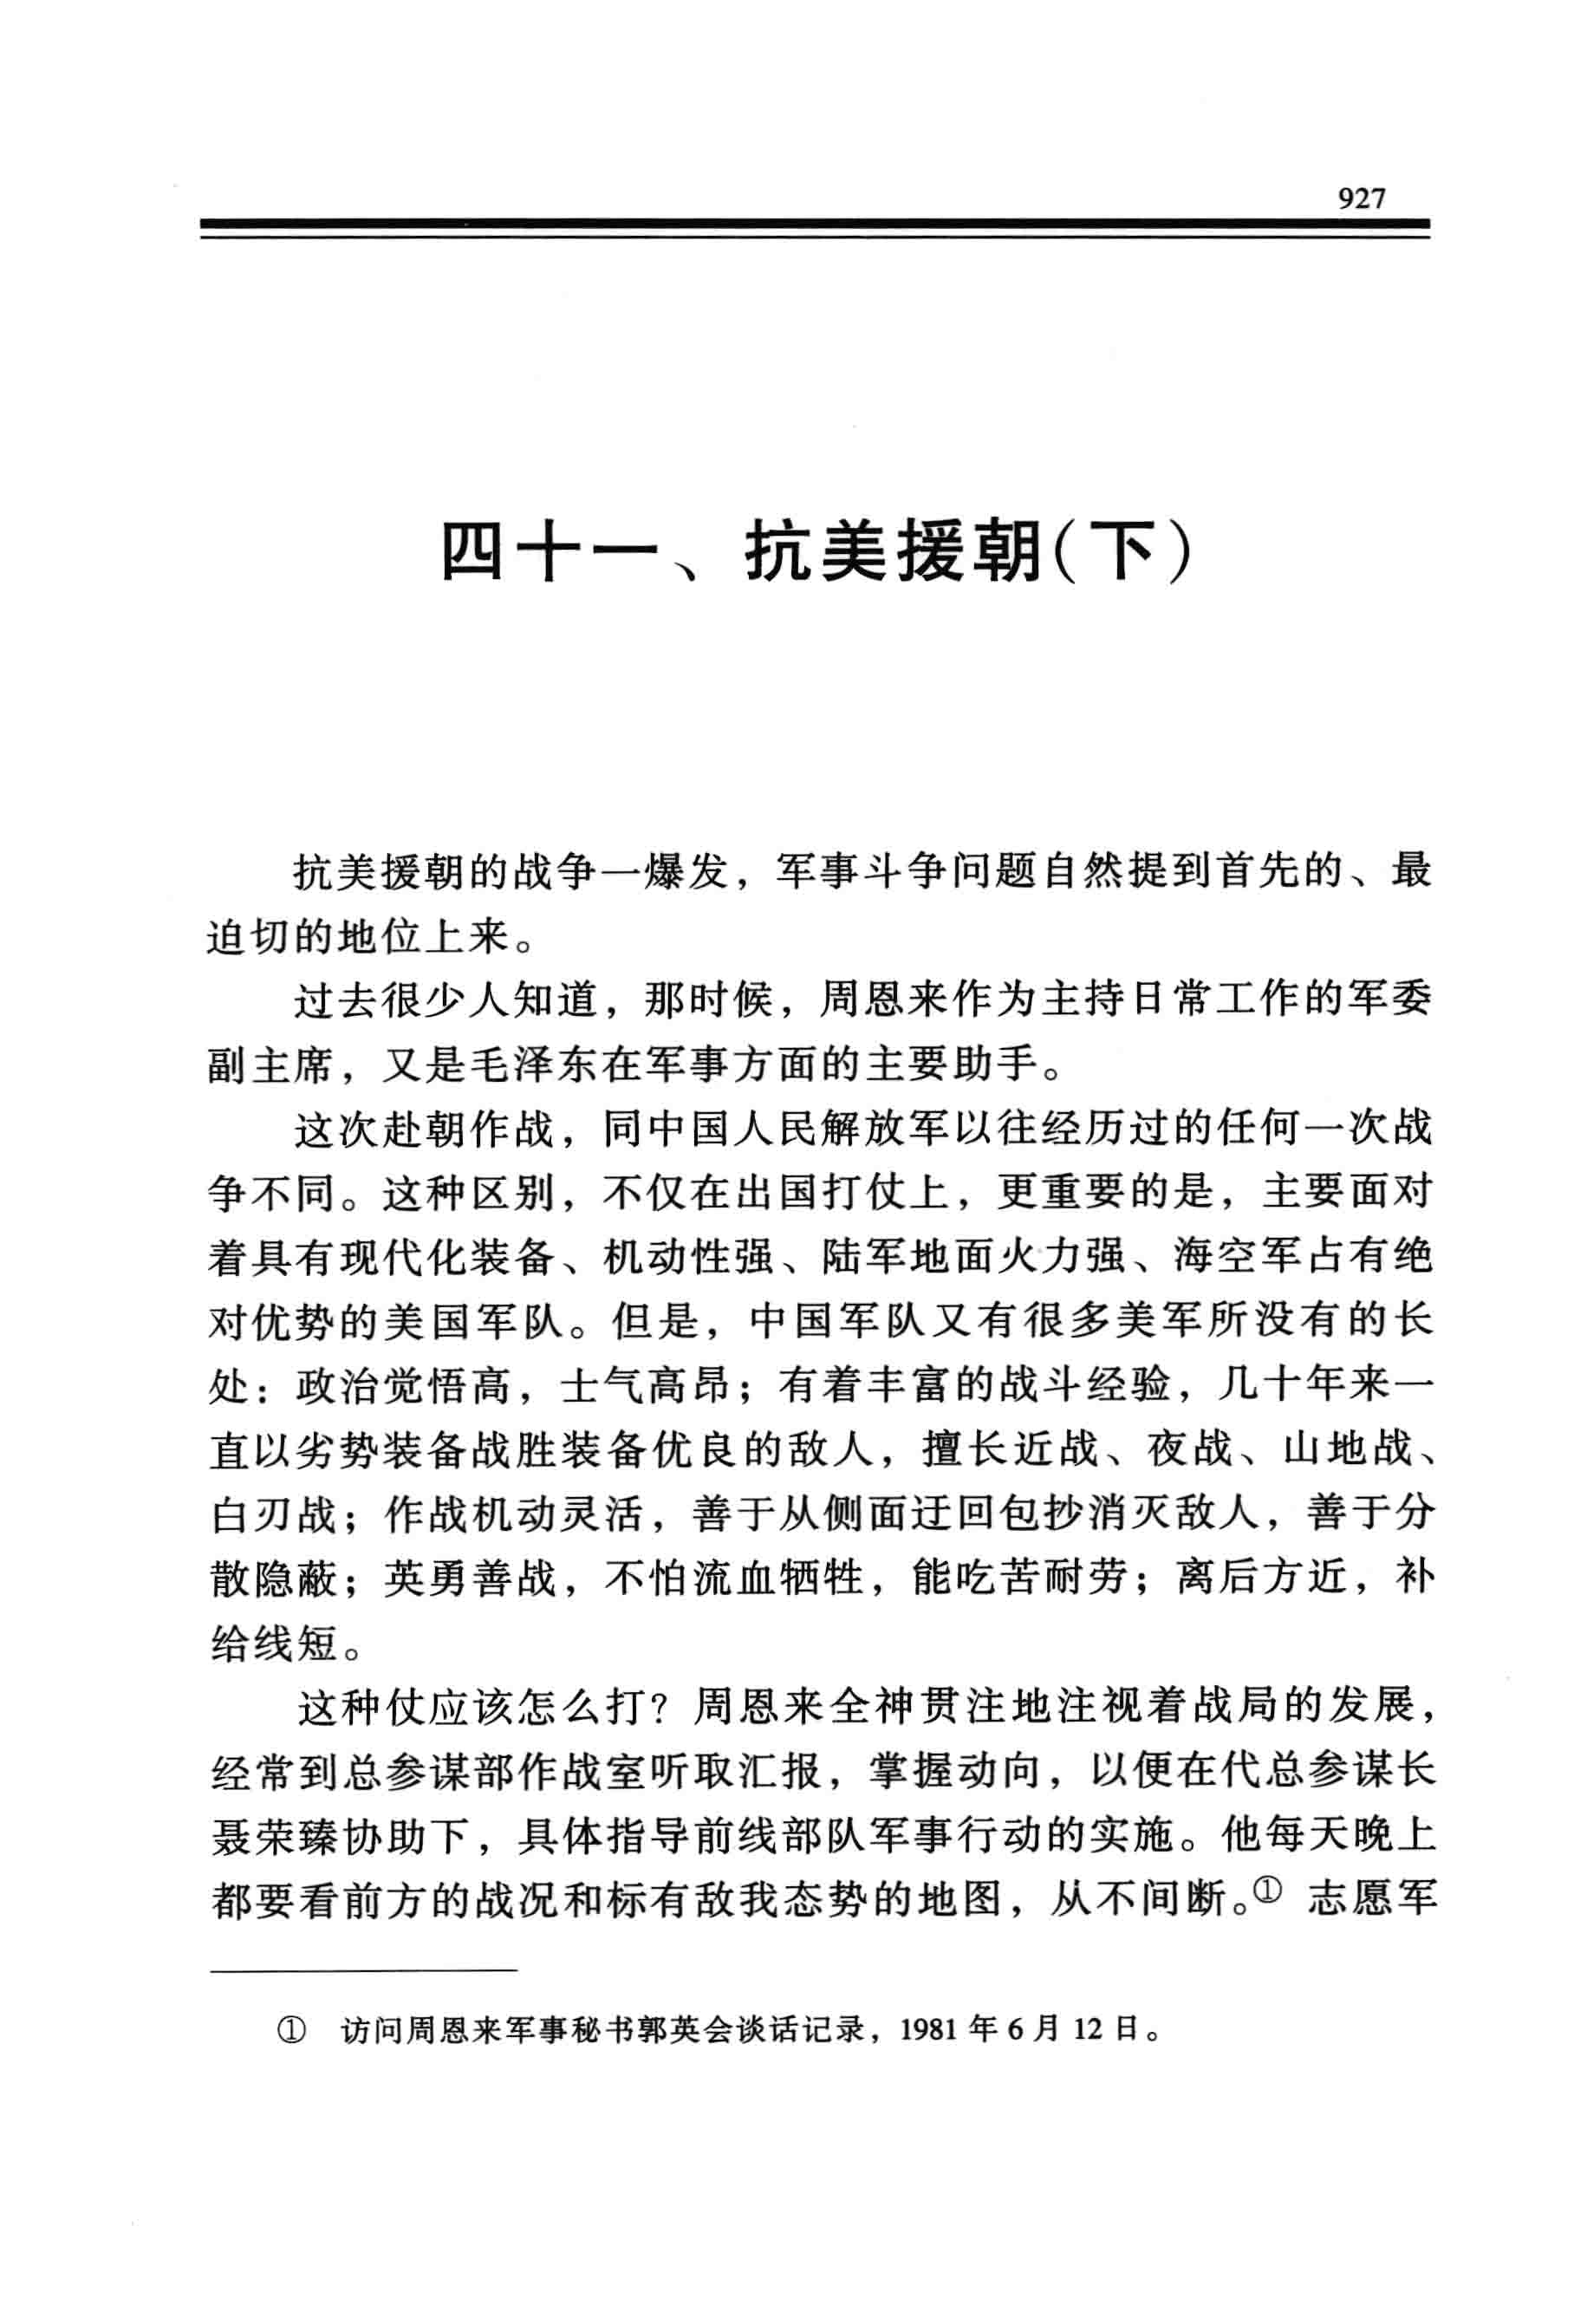 927
四十一、抗美援朝(下)
抗美援朝的战争一爆发，军事斗争问题自然提到首先的、最
迫切的地位上来。
过去很少人知道，那时候，周恩来作为主持日常工作的军委
副主席，又是毛泽东在军事方面的主要助手。
这次赴朝作战，同中国人民解放军以往经历过的任何一次战
争不同。这种区别，不仅在出国打仗上，更重要的是，主要面对
着具有现代化装备、机动性强、陆军地面火力强、海空军占有绝
对优势的美国军队。但是，中国军队又有很多美军所没有的长
处：政治觉悟高，士气高昂；有着丰富的战斗经验，几十年来一
直以劣势装备战胜装备优良的敌人，擅长近战、夜战、山地战、
白刃战；作战机动灵活，善于从侧面迂回包抄消灭敌人，善于分
散隐蔽；英勇善战，不怕流血牺牲，能吃苦耐劳；离后方近，补
给线短。
这种仗应该怎么打？周恩来全神贯注地注视着战局的发展，
经常到总参谋部作战室听取汇报，掌握动向，以便在代总参谋长
聂荣臻协助下，具体指导前线部队军事行动的实施。他每天晚上
都要看前方的战况和标有敌我态势的地图，从不间断。① 志愿军
① 访问周恩来军事秘书郭英会谈话记录，1981 年 6 月 12 日。